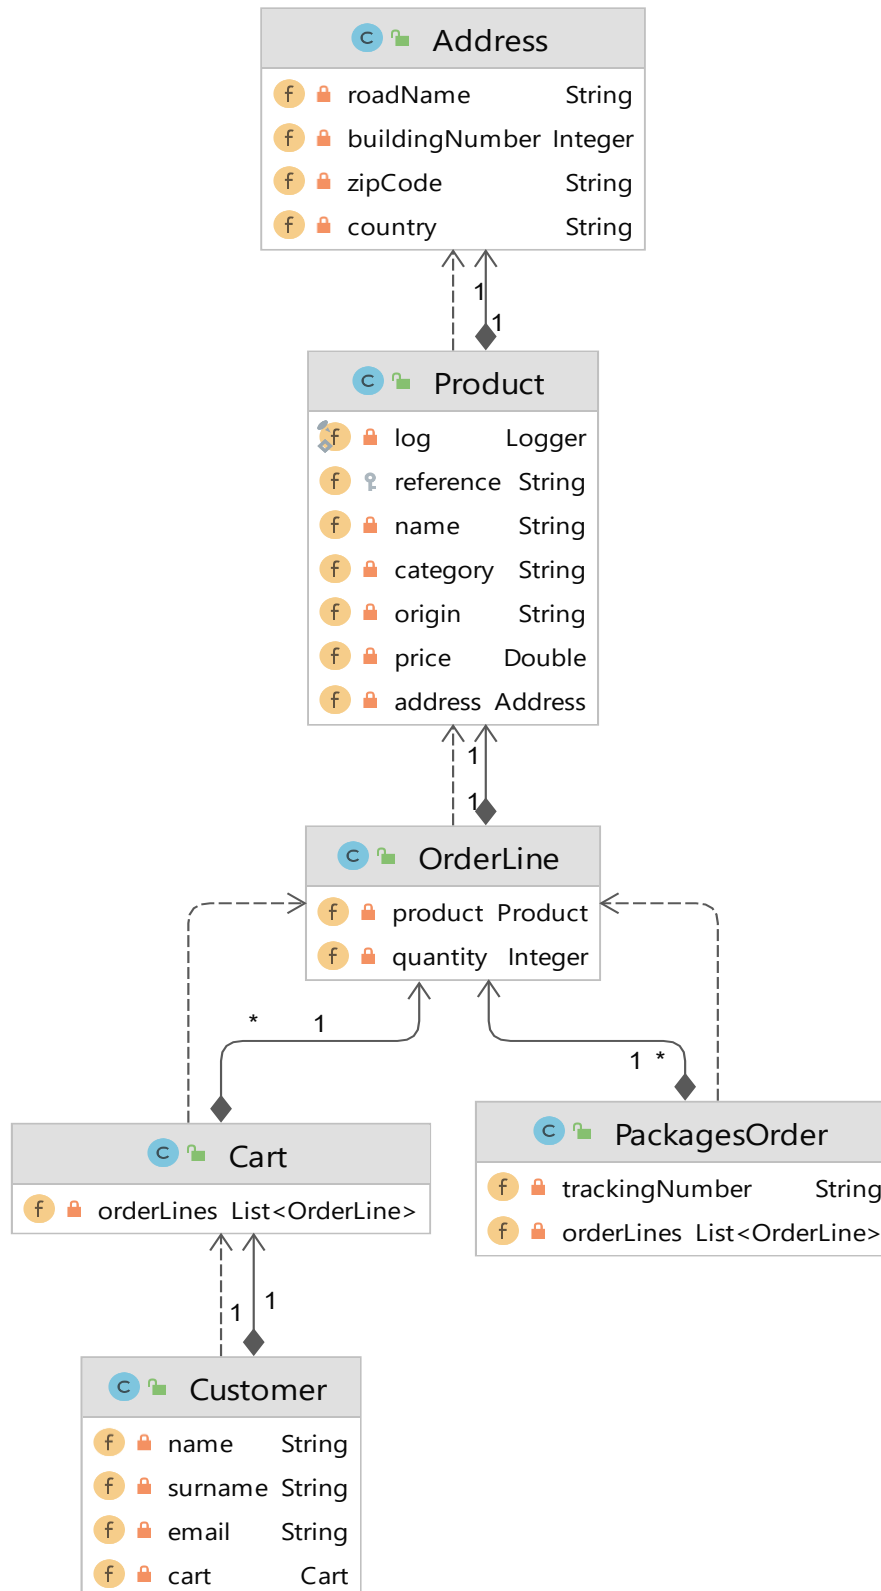 C Address
f roadName String
f buildingNumber Integer
f zipCode String
f country String
1
1
C Product
f log Logger
f reference String
f name String
f category String
f origin String
f price Double
f address Address
1
1
C OrderLine
f product Product
f quantity Integer
* 1
1 *
C Cart
f orderLines List<OrderLine>
C PackagesOrder
f trackingNumber String
f orderLines List<OrderLine>
1 1
C Customer
f name String
f surname String
f email String
f cart Cart